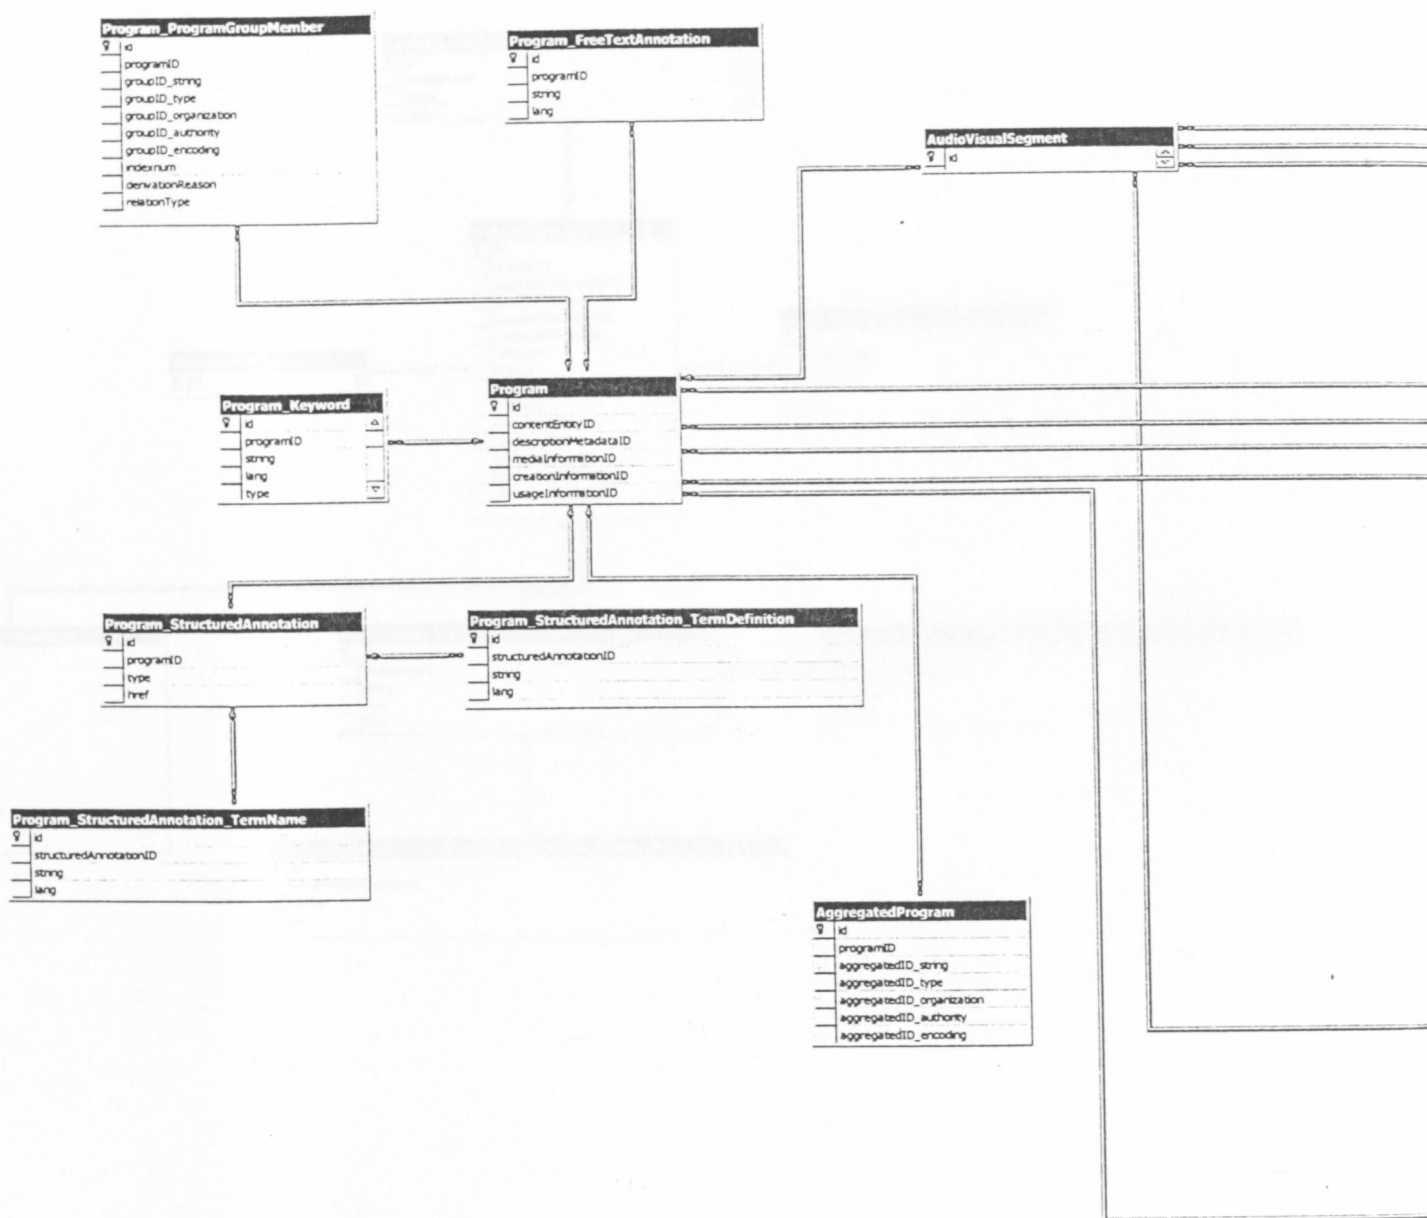 Program_ProgramGroupMember
id
programID
groupID_string
groupID_type
groupID_organization
groupID_authority
groupID_encoding
indexnum
derivationReason
relationType
Program_FreeTextAnnotation
id
programID
string
lang
AudioVisualSegment
id
Program_Keyword
id
programID
string
lang
type
Program
id
contentEntityID
descriptionMetadataID
mediaInformationID
creationInformationID
usageInformationID
Program_StructuredAnnotation
id
programID
type
href
Program_StructuredAnnotation_TermDefinition
id
structuredAnnotationID
string
lang
Program_StructuredAnnotation_TermName
id
structuredAnnotationID
string
lang
AggregatedProgram
id
programID
aggregatedID_string
aggregatedID_type
aggregatedID_organization
aggregatedID_authority
aggregatedID_encoding